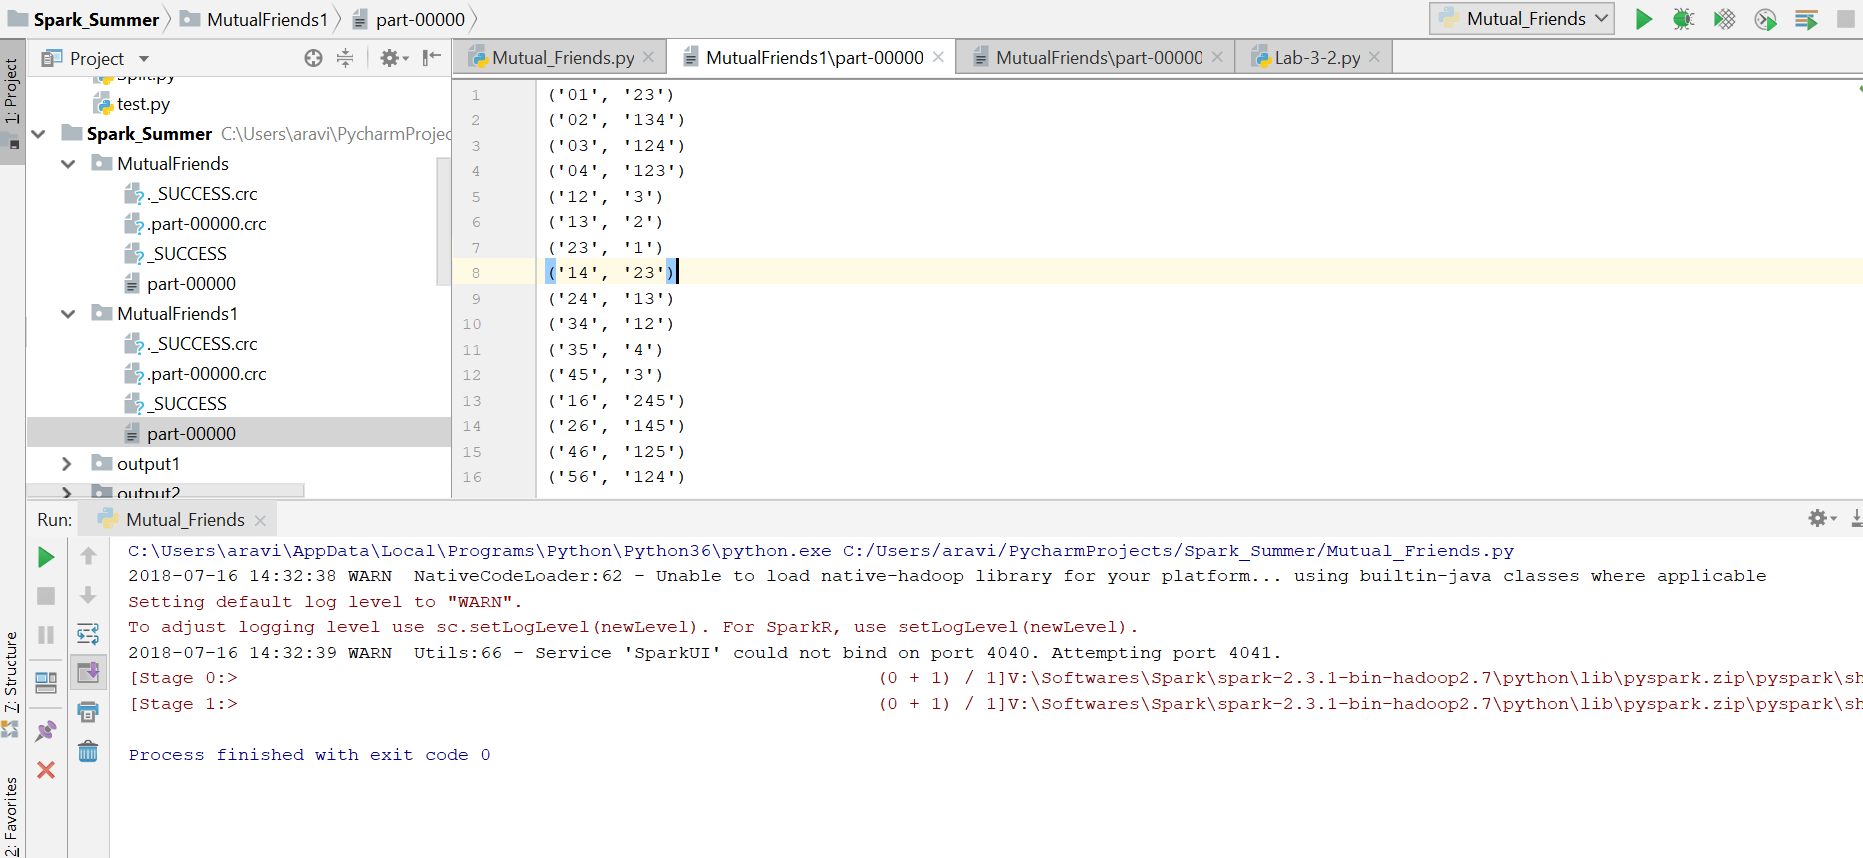 Spark_Summer MutualFriends1 part-00000
Mutual_Friends
1: Project
Project
Mutual_Friends.py MutualFriends1\part-00000 MutualFriends\part-00000 Lab-3-2.py
Split.py
test.py
Spark_Summer C:\Users\aravi\PycharmProjec
MutualFriends
._SUCCESS.crc
.part-00000.crc
_SUCCESS
part-00000
MutualFriends1
._SUCCESS.crc
.part-00000.crc
_SUCCESS
part-00000
output1
output2
1 ('01', '23')
2 ('02', '134')
3 ('03', '124')
4 ('04', '123')
5 ('12', '3')
6 ('13', '2')
7 ('23', '1')
8 ('14', '23')
9 ('24', '13')
10 ('34', '12')
11 ('35', '4')
12 ('45', '3')
13 ('16', '245')
14 ('26', '145')
15 ('46', '125')
16 ('56', '124')
Run: Mutual_Friends
C:\Users\aravi\AppData\Local\Programs\Python\Python36\python.exe C:/Users/aravi/PycharmProjects/Spark_Summer/Mutual_Friends.py
2018-07-16 14:32:38 WARN  NativeCodeLoader:62 - Unable to load native-hadoop library for your platform... using builtin-java classes where applicable
Setting default log level to "WARN".
To adjust logging level use sc.setLogLevel(newLevel). For SparkR, use setLogLevel(newLevel).
2018-07-16 14:32:39 WARN  Utils:66 - Service 'SparkUI' could not bind on port 4040. Attempting port 4041.
[Stage 0:> (0 + 1) / 1]V:\Softwares\Spark\spark-2.3.1-bin-hadoop2.7\python\lib\pyspark.zip\pyspark\sh
[Stage 1:> (0 + 1) / 1]V:\Softwares\Spark\spark-2.3.1-bin-hadoop2.7\python\lib\pyspark.zip\pyspark\sh
Process finished with exit code 0
7: Structure
2: Favorites